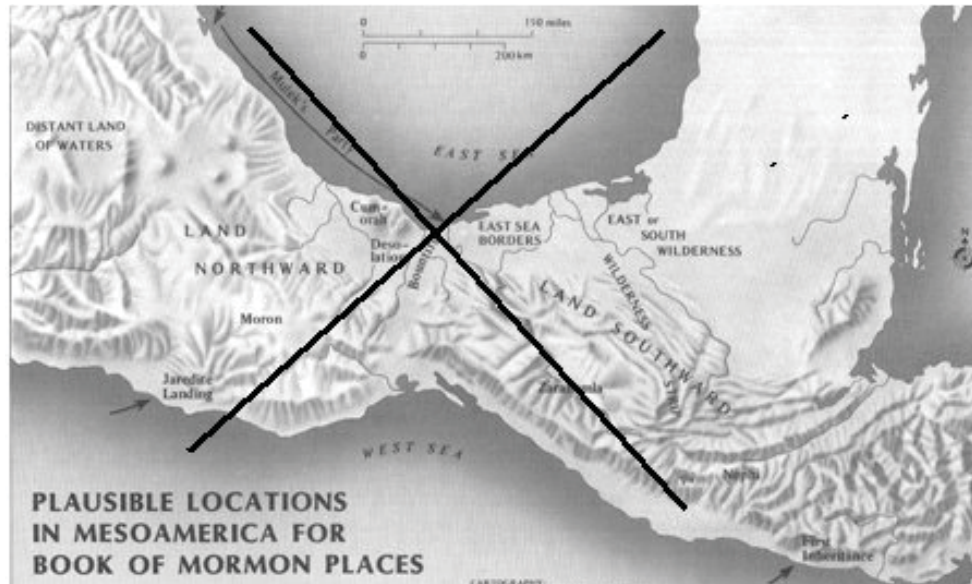 0 150 miles
0 200 km
Mulek's Party
DISTANT LAND
OF WATERS
EAST SEA
Cum-
orah
LAND
NORTHWARD
Deso-
lation
Bountiful
EAST SEA
BORDERS
EAST or
SOUTH
WILDERNESS
WILDERNESS
STRIP
LAND SOUTHWARD
Moron
Jaredite
Landing
Zarahemla
WEST SEA
Nephi
First
Inheritance
N
PLAUSIBLE LOCATIONS
IN MESOAMERICA FOR
BOOK OF MORMON PLACES
CARTOGRAPHY: